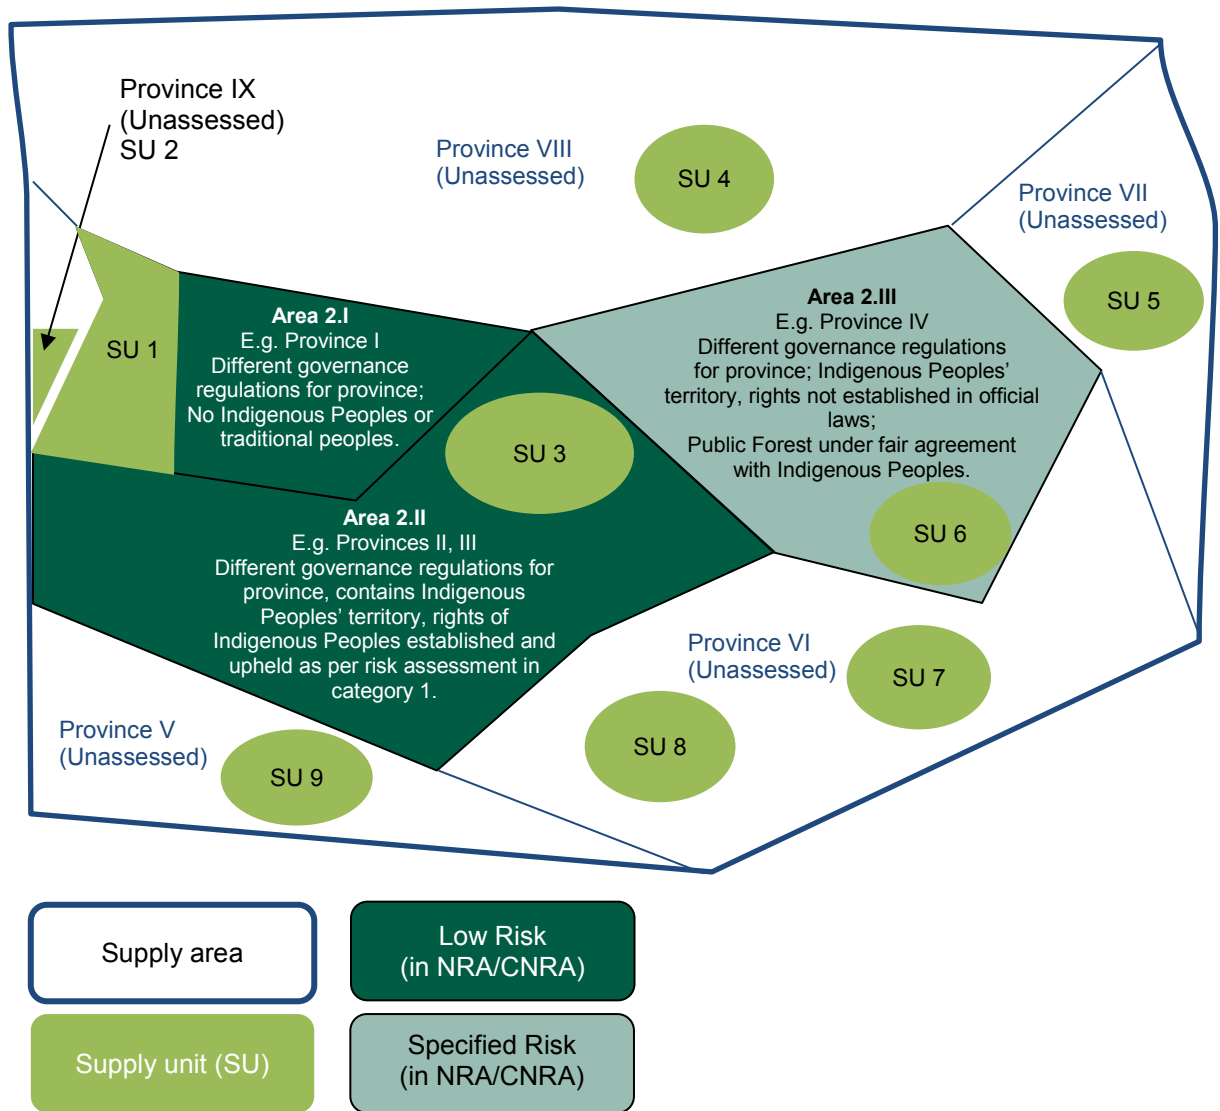 Province IX
(Unassessed)
SU 2
Province VIII
(Unassessed)
SU 4
Province VII
(Unassessed)
SU 5
SU 1
Area 2.I
E.g. Province I
Different governance
regulations for province;
No Indigenous Peoples or
traditional peoples.
Area 2.III
E.g. Province IV
Different governance regulations
for province; Indigenous Peoples’
territory, rights not established in official
laws;
Public Forest under fair agreement
with Indigenous Peoples.
SU 3
SU 6
Area 2.II
E.g. Provinces II, III
Different governance regulations for
province, contains Indigenous
Peoples’ territory, rights of
Indigenous Peoples established and
upheld as per risk assessment in
category 1.
Province VI
(Unassessed)
SU 7
SU 8
Province V
(Unassessed)
SU 9
Supply area
Low Risk
(in NRA/CNRA)
Supply unit (SU)
Specified Risk
(in NRA/CNRA)